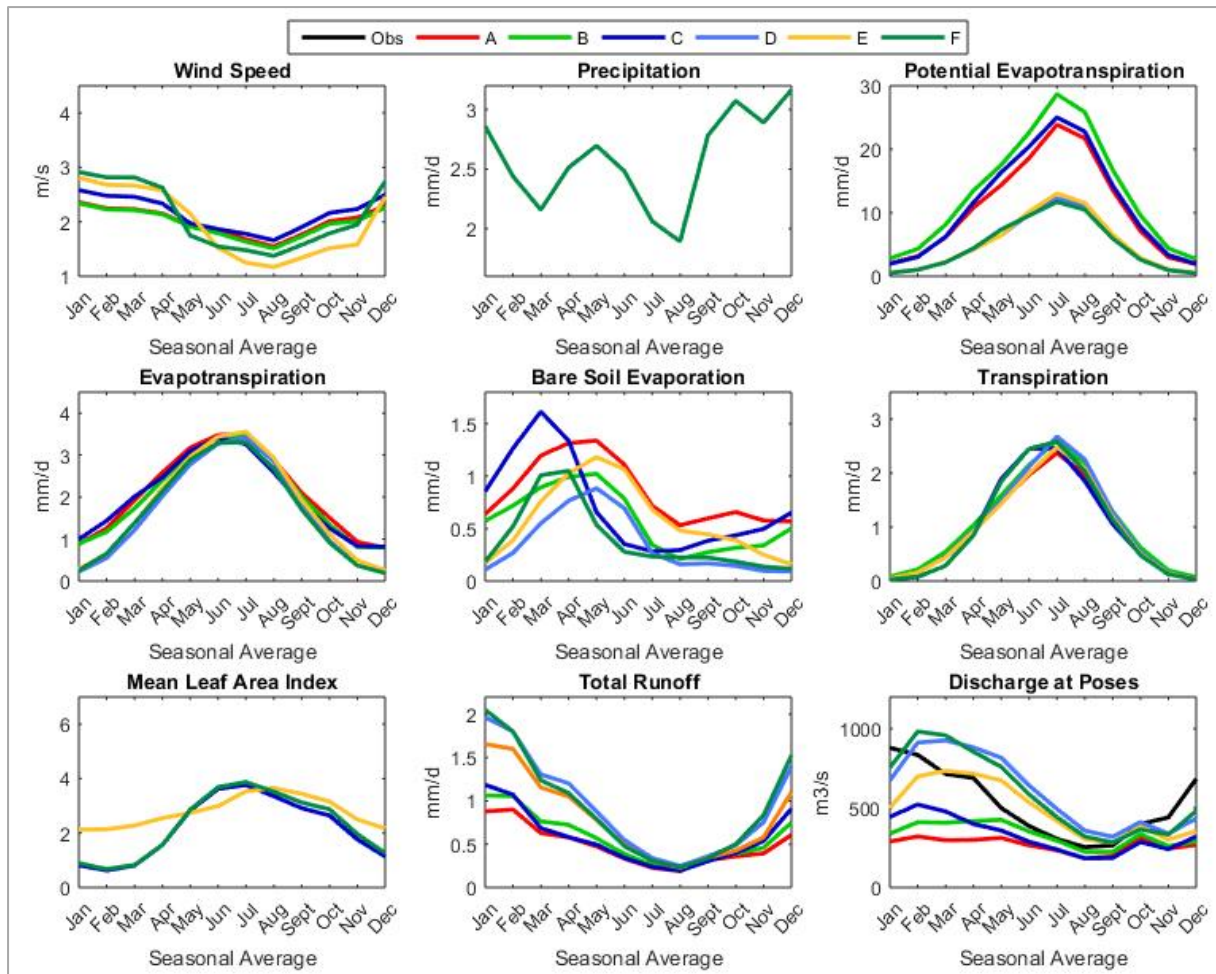 Obs A B C D E F
Wind Speed
m/s
4
3
2
1
Jan Feb Mar Apr May Jun Jul Aug Sept Oct Nov Dec
Seasonal Average
Precipitation
mm/d
3
2.5
2
Jan Feb Mar Apr May Jun Jul Aug Sept Oct Nov Dec
Seasonal Average
Potential Evapotranspiration
mm/d
30
20
10
0
Jan Feb Mar Apr May Jun Jul Aug Sept Oct Nov Dec
Seasonal Average
Evapotranspiration
mm/d
4
3
2
1
0
Jan Feb Mar Apr May Jun Jul Aug Sept Oct Nov Dec
Seasonal Average
Bare Soil Evaporation
mm/d
1.5
1
0.5
0
Jan Feb Mar Apr May Jun Jul Aug Sept Oct Nov Dec
Seasonal Average
Transpiration
mm/d
3
2
1
0
Jan Feb Mar Apr May Jun Jul Aug Sept Oct Nov Dec
Seasonal Average
Mean Leaf Area Index
6
4
2
0
Jan Feb Mar Apr May Jun Jul Aug Sept Oct Nov Dec
Seasonal Average
Total Runoff
mm/d
2
1.5
1
0.5
0
Jan Feb Mar Apr May Jun Jul Aug Sept Oct Nov Dec
Seasonal Average
Discharge at Poses
m3/s
1000
500
0
Jan Feb Mar Apr May Jun Jul Aug Sept Oct Nov Dec
Seasonal Average